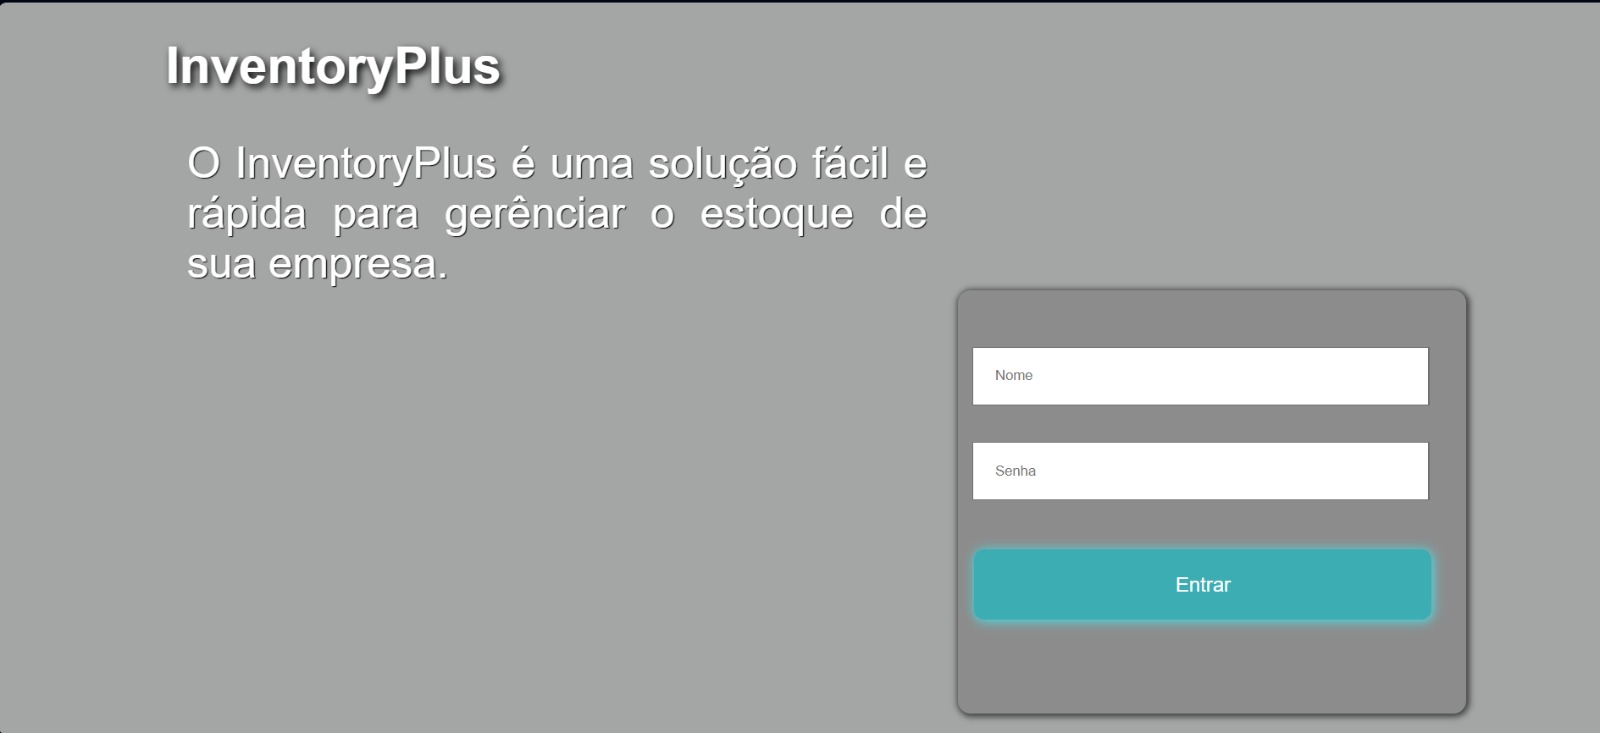 InventoryPlus
O InventoryPlus é uma solução fácil e
rápida para gerênciar o estoque de
sua empresa.
Nome
Senha
Entrar